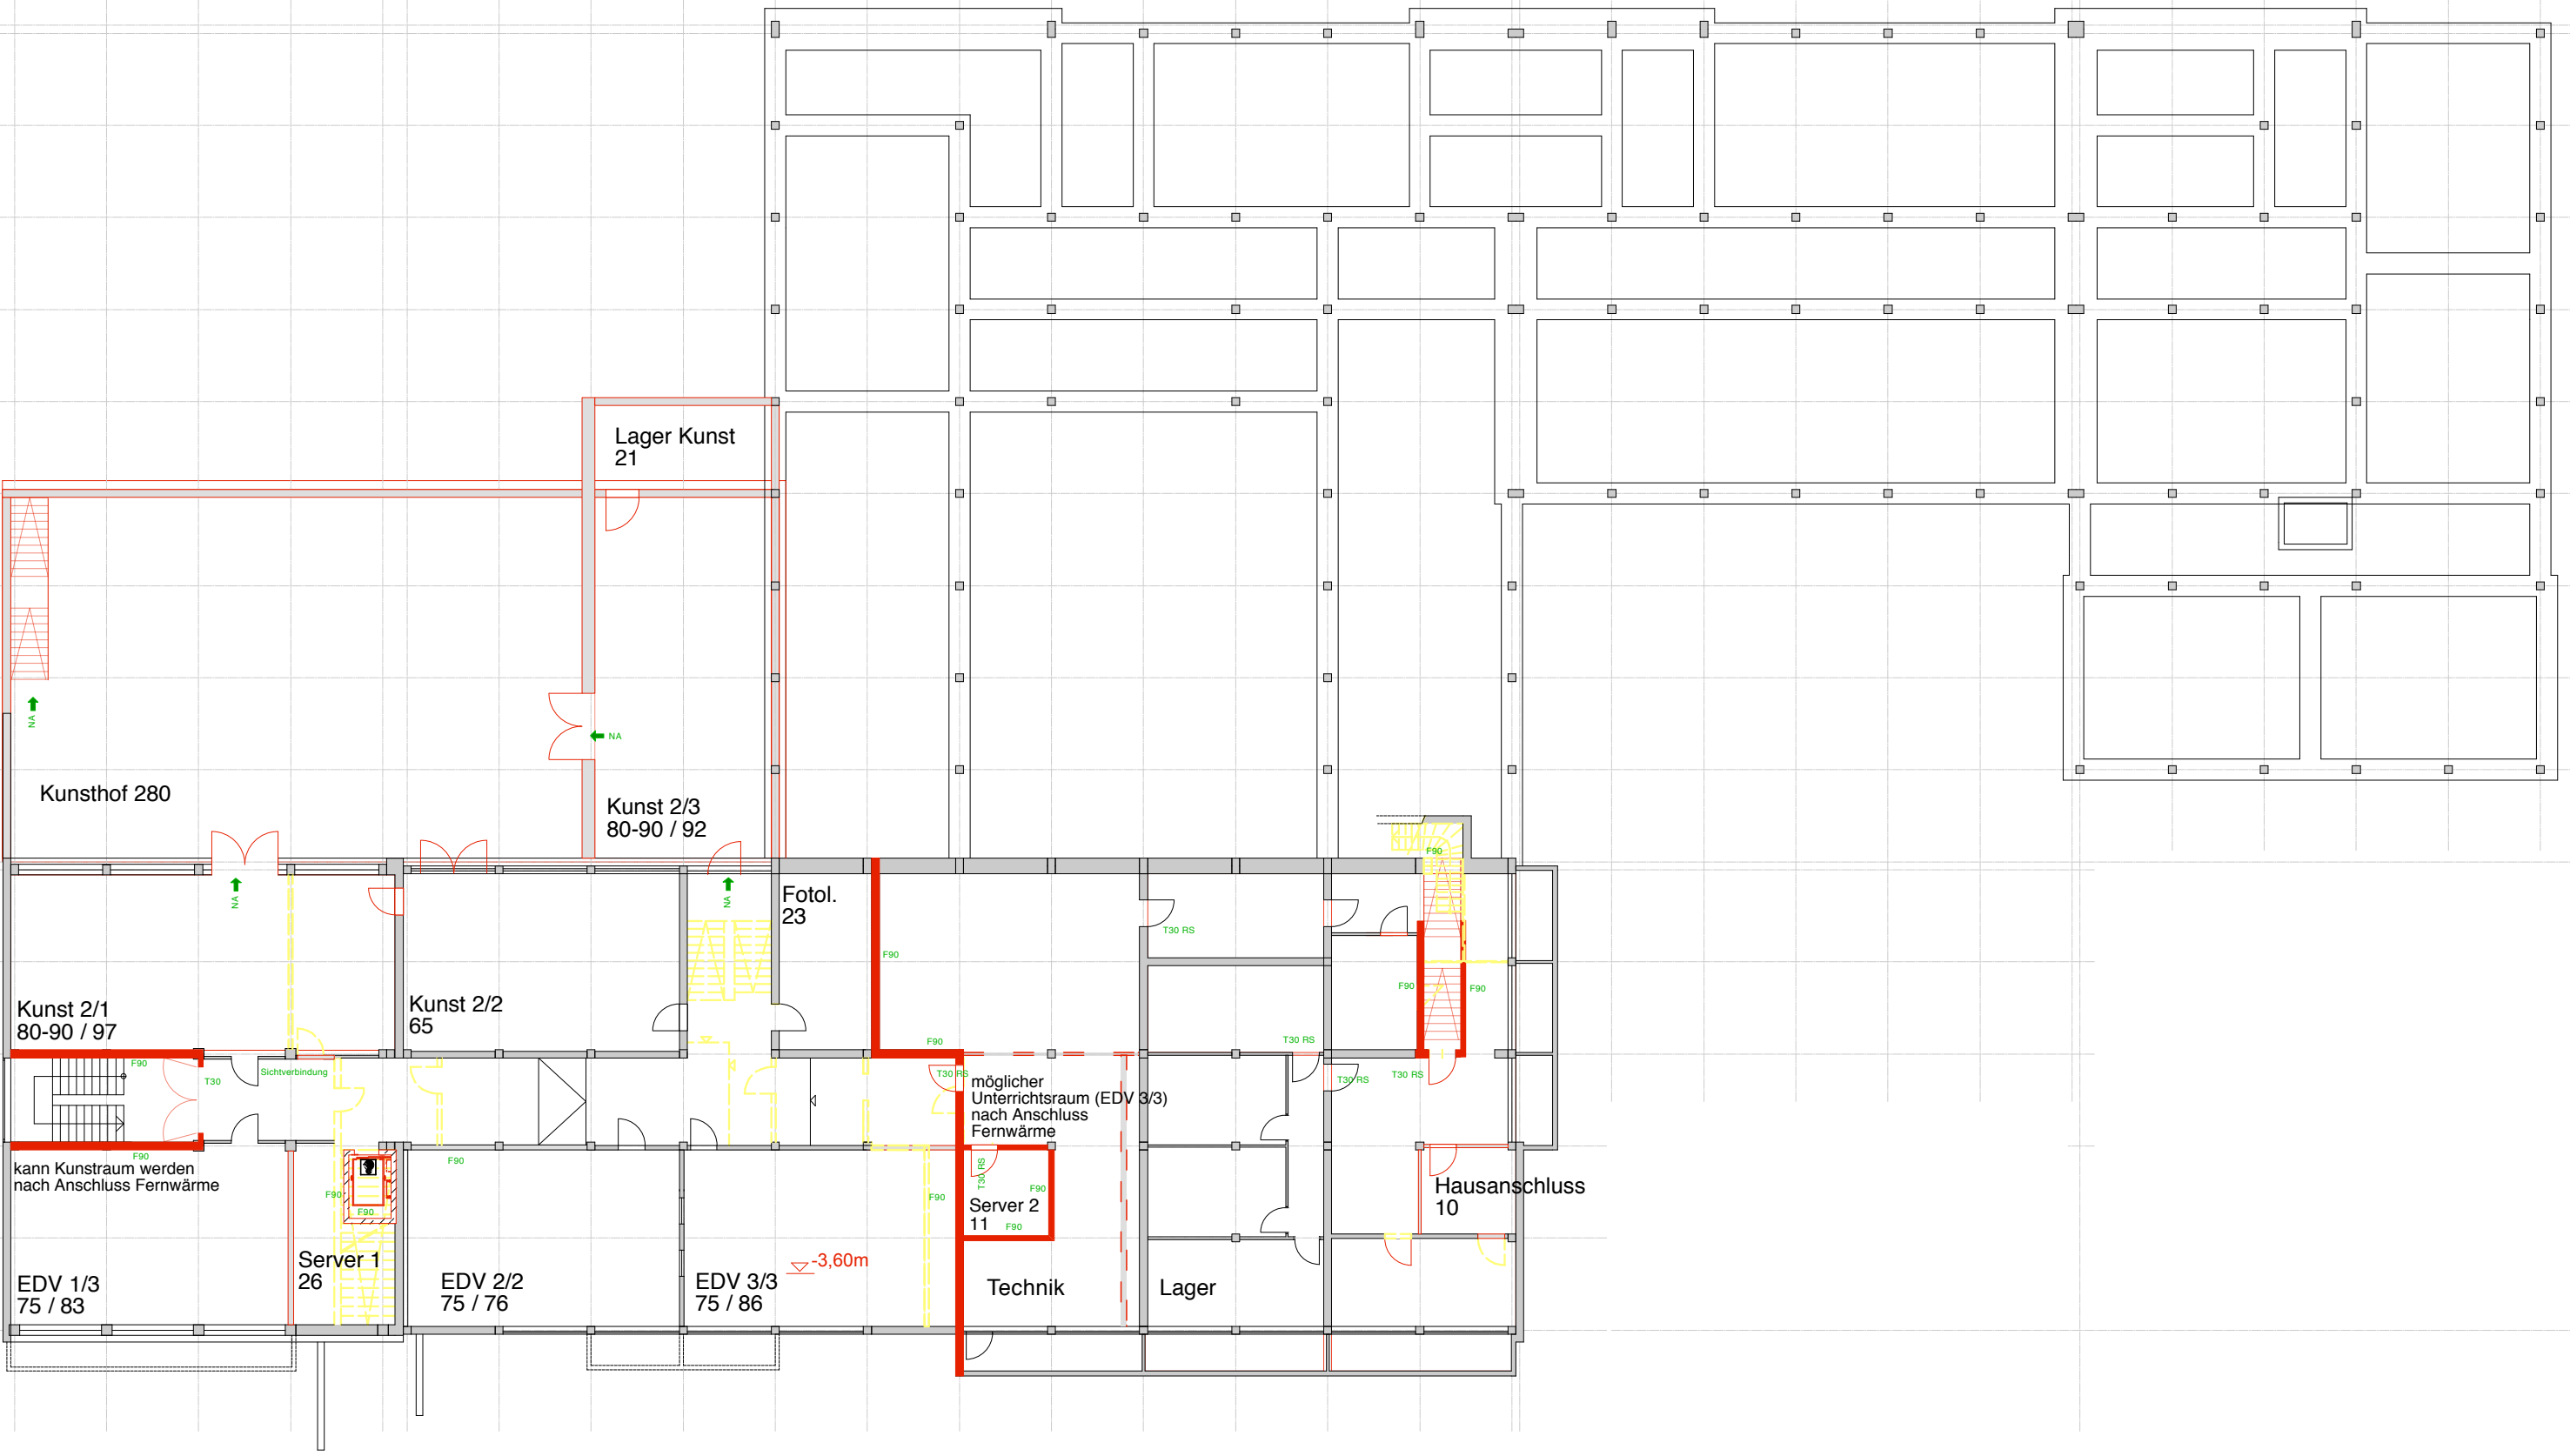 Lager Kunst
21
NA
NA
Kunsthof 280
Kunst 2/3
80-90 / 92
F90
NA
NA
Fotol.
23
T30 RS
F90
F90
F90
Kunst 2/1
80-90 / 97
Kunst 2/2
65
F90
T30 RS
F90
T30
Sichtverbindung
T30 RS
möglicher
Unterrichtsraum (EDV 3/3)
nach Anschluss
Fernwärme
T30 RS
T30 RS
F90
kann Kunstraum werden
nach Anschluss Fernwärme
F90
F90
F90
F90
T30 RS
F90
Server 2
11
F90
Hausanschluss
10
Server 1
26
-3,60m
EDV 1/3
75 / 83
EDV 2/2
75 / 76
EDV 3/3
75 / 86
Technik
Lager